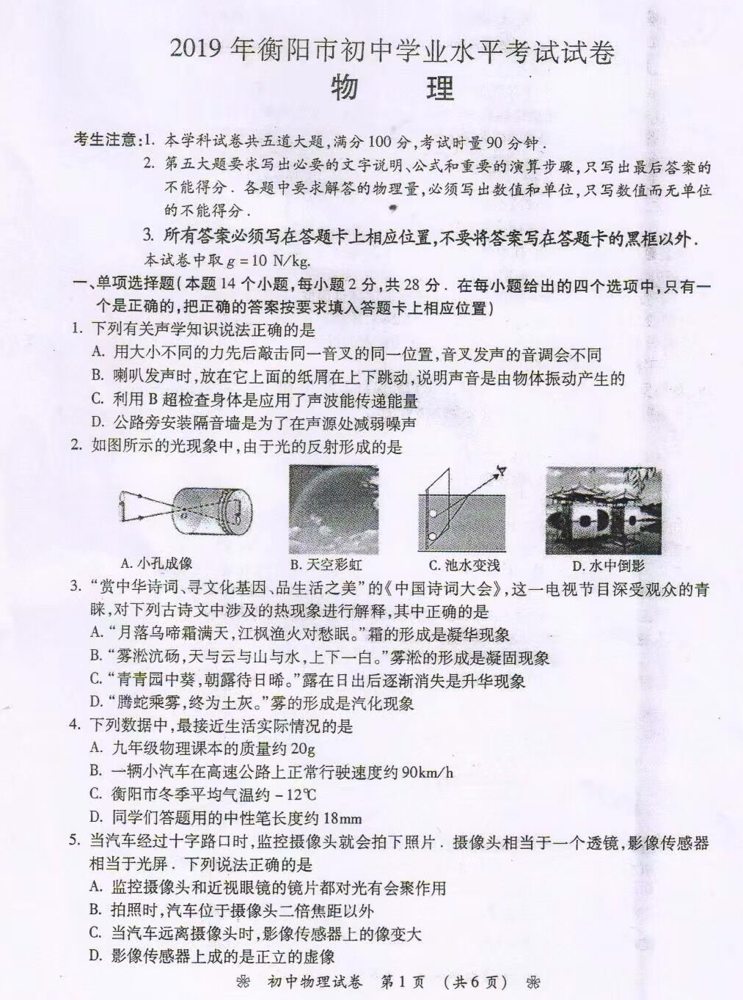 2019年衡阳市初中学业水平考试试卷
物 理
考生注意:1. 本学科试卷共五道大题,满分100分,考试时量90分钟.
2. 第五大题要求写出必要的文字说明、公式和重要的演算步骤,只写出最后答案的
不能得分. 各题中要求解答的物理量,必须写出数值和单位,只写数值而无单位
的不能得分.
3. 所有答案必须写在答题卡上相应位置,不要将答案写在答题卡的黑框以外.
本试卷中取g=10 N/kg.
一、单项选择题(本题14个小题,每小题2分,共28分. 在每小题给出的四个选项中,只有一
个是正确的,把正确的答案按要求填入答题卡上相应位置)
1. 下列有关声学知识说法正确的是
A. 用大小不同的力先后敲击同一音叉的同一位置,音叉发声的音调会不同
B. 喇叭发声时,放在它上面的纸屑在上下跳动,说明声音是由物体振动产生的
C. 利用B超检查身体是应用了声波能传递能量
D. 公路旁安装隔音墙是为了在声源处减弱噪声
2. 如图所示的光现象中,由于光的反射形成的是
A. 小孔成像 B. 天空彩虹 C. 池水变浅 D. 水中倒影
3. “赏中华诗词、寻文化基因、品生活之美”的《中国诗词大会》,这一电视节目深受观众的青
睐,对下列古诗文中涉及的热现象进行解释,其中正确的是
A. “月落乌啼霜满天,江枫渔火对愁眠。”霜的形成是凝华现象
B. “雾淞沆砀,天与云与山与水,上下一白。”雾淞的形成是凝固现象
C. “青青园中葵,朝露待日晞。”露在日出后逐渐消失是升华现象
D. “腾蛇乘雾,终为土灰。”雾的形成是汽化现象
4. 下列数据中,最接近生活实际情况的是
A. 九年级物理课本的质量约20g
B. 一辆小汽车在高速公路上正常行驶速度约90km/h
C. 衡阳市冬季平均气温约-12℃
D. 同学们答题用的中性笔长度约18mm
5. 当汽车经过十字路口时,监控摄像头就会拍下照片. 摄像头相当于一个透镜,影像传感器
相当于光屏. 下列说法正确的是
A. 监控摄像头和近视眼镜的镜片都对光有会聚作用
B. 拍照时,汽车位于摄像头二倍焦距以外
C. 当汽车远离摄像头时,影像传感器上的像变大
D. 影像传感器上成的是正立的虚像
❀ 初中物理试卷 第1页 (共6页) ❀